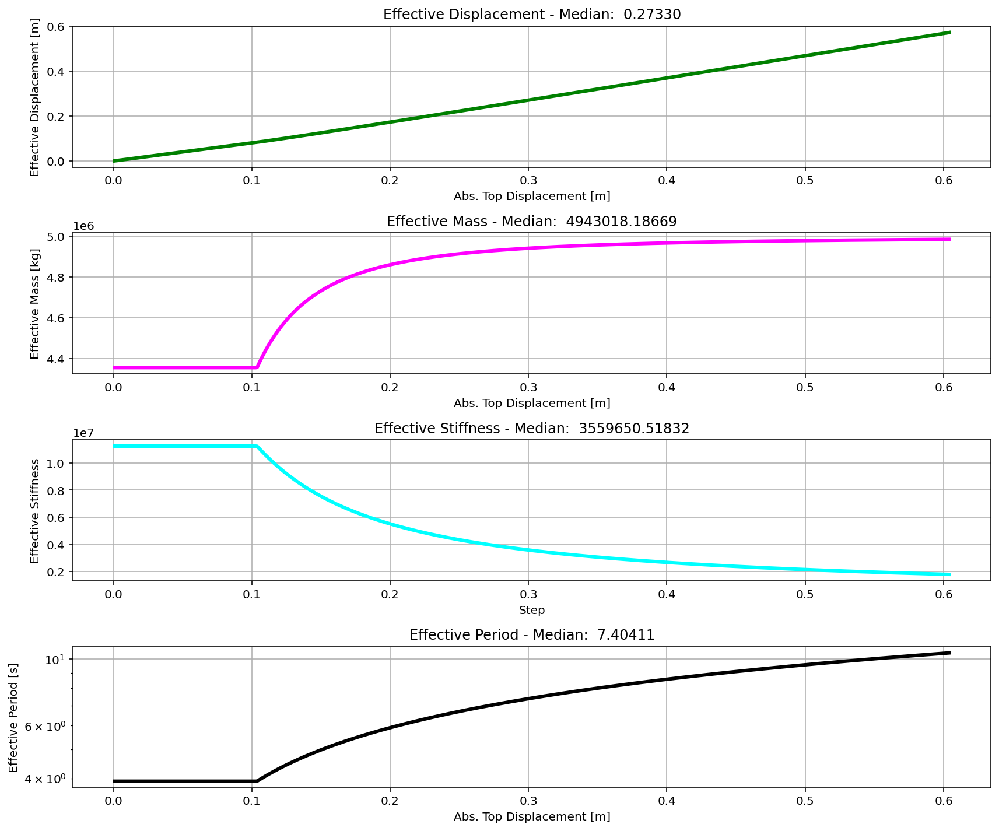 Effective Displacement - Median:  0.27330
Effective Displacement [m]
0.6
0.4
0.2
0.0
0.0 0.1 0.2 0.3 0.4 0.5 0.6
Abs. Top Displacement [m]
Effective Mass - Median:  4943018.18669
1e6
Effective Mass [kg]
5.0
4.8
4.6
4.4
0.0 0.1 0.2 0.3 0.4 0.5 0.6
Abs. Top Displacement [m]
Effective Stiffness - Median:  3559650.51832
1e7
Effective Stiffness
1.0
0.8
0.6
0.4
0.2
0.0 0.1 0.2 0.3 0.4 0.5 0.6
Step
Effective Period - Median:  7.40411
Effective Period [s]
10¹
6 × 10⁰
4 × 10⁰
0.0 0.1 0.2 0.3 0.4 0.5 0.6
Abs. Top Displacement [m]